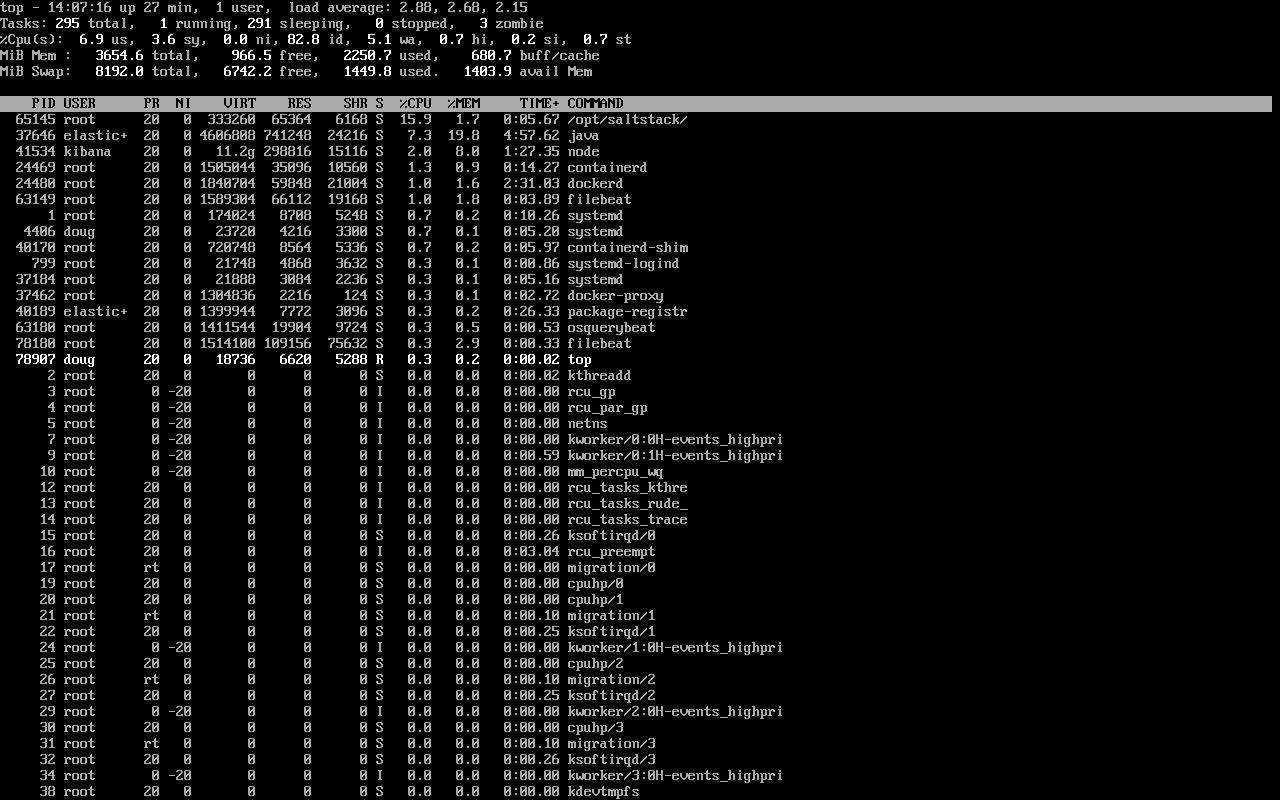 top - 14:07:16 up 27 min,  1 user,  load average: 2.88, 2.68, 2.15
Tasks: 295 total,   1 running, 291 sleeping,   0 stopped,   3 zombie
%Cpu(s):  6.9 us,  3.6 sy,  0.0 ni, 82.8 id,  5.1 wa,  0.7 hi,  0.2 si,  0.7 st
MiB Mem :   3654.6 total,    966.5 free,   2250.7 used,    680.7 buff/cache
MiB Swap:   8192.0 total,   6742.2 free,   1449.8 used.   1403.9 avail Mem
PID USER      PR  NI    VIRT    RES    SHR S  %CPU  %MEM     TIME+ COMMAND
65145 root      20   0  333260  65364   6168 S  15.9   1.7   0:05.67 /opt/saltstack/
37646 elastic+  20   0 4606808 741248  24216 S   7.3  19.8   4:57.62 java
41534 kibana    20   0   11.2g 298816  15116 S   2.0   8.0   1:27.35 node
24469 root      20   0 1505044  35096  10560 S   1.3   0.9   0:14.27 containerd
24480 root      20   0 1840704  59848  21004 S   1.0   1.6   2:31.03 dockerd
63149 root      20   0 1589304  66112  19168 S   1.0   1.8   0:03.89 filebeat
1 root      20   0  174024   8708   5248 S   0.7   0.2   0:10.26 systemd
4406 doug      20   0   23720   4216   3300 S   0.7   0.1   0:05.20 systemd
40170 root      20   0  720748   8564   5336 S   0.7   0.2   0:05.97 containerd-shim
799 root      20   0   21748   4868   3632 S   0.3   0.1   0:00.86 systemd-logind
37184 root      20   0   21888   3084   2236 S   0.3   0.1   0:05.16 systemd
37462 root      20   0 1304836   2216    124 S   0.3   0.1   0:02.72 docker-proxy
40189 elastic+  20   0 1399944   7772   3096 S   0.3   0.2   0:26.33 package-registr
63180 root      20   0 1411544  19904   9724 S   0.3   0.5   0:00.53 osquerybeat
78180 root      20   0 1514100 109156  75632 S   0.3   2.9   0:00.33 filebeat
78907 doug      20   0   18736   6620   5288 R   0.3   0.2   0:00.02 top
2 root      20   0       0      0      0 S   0.0   0.0   0:00.02 kthreadd
3 root       0 -20       0      0      0 I   0.0   0.0   0:00.00 rcu_gp
4 root       0 -20       0      0      0 I   0.0   0.0   0:00.00 rcu_par_gp
5 root       0 -20       0      0      0 I   0.0   0.0   0:00.00 netns
7 root       0 -20       0      0      0 I   0.0   0.0   0:00.00 kworker/0:0H-events_highpri
9 root       0 -20       0      0      0 I   0.0   0.0   0:00.59 kworker/0:1H-events_highpri
10 root       0 -20       0      0      0 I   0.0   0.0   0:00.00 mm_percpu_wq
12 root      20   0       0      0      0 I   0.0   0.0   0:00.00 rcu_tasks_kthre
13 root      20   0       0      0      0 I   0.0   0.0   0:00.00 rcu_tasks_rude_
14 root      20   0       0      0      0 I   0.0   0.0   0:00.00 rcu_tasks_trace
15 root      20   0       0      0      0 S   0.0   0.0   0:00.26 ksoftirqd/0
16 root      20   0       0      0      0 I   0.0   0.0   0:03.04 rcu_preempt
17 root      rt   0       0      0      0 S   0.0   0.0   0:00.00 migration/0
19 root      20   0       0      0      0 S   0.0   0.0   0:00.00 cpuhp/0
20 root      20   0       0      0      0 S   0.0   0.0   0:00.00 cpuhp/1
21 root      rt   0       0      0      0 S   0.0   0.0   0:00.10 migration/1
22 root      20   0       0      0      0 S   0.0   0.0   0:00.25 ksoftirqd/1
24 root       0 -20       0      0      0 I   0.0   0.0   0:00.00 kworker/1:0H-events_highpri
25 root      20   0       0      0      0 S   0.0   0.0   0:00.00 cpuhp/2
26 root      rt   0       0      0      0 S   0.0   0.0   0:00.10 migration/2
27 root      20   0       0      0      0 S   0.0   0.0   0:00.25 ksoftirqd/2
29 root       0 -20       0      0      0 I   0.0   0.0   0:00.00 kworker/2:0H-events_highpri
30 root      20   0       0      0      0 S   0.0   0.0   0:00.00 cpuhp/3
31 root      rt   0       0      0      0 S   0.0   0.0   0:00.10 migration/3
32 root      20   0       0      0      0 S   0.0   0.0   0:00.26 ksoftirqd/3
34 root       0 -20       0      0      0 I   0.0   0.0   0:00.00 kworker/3:0H-events_highpri
38 root      20   0       0      0      0 S   0.0   0.0   0:00.00 kdevtmpfs